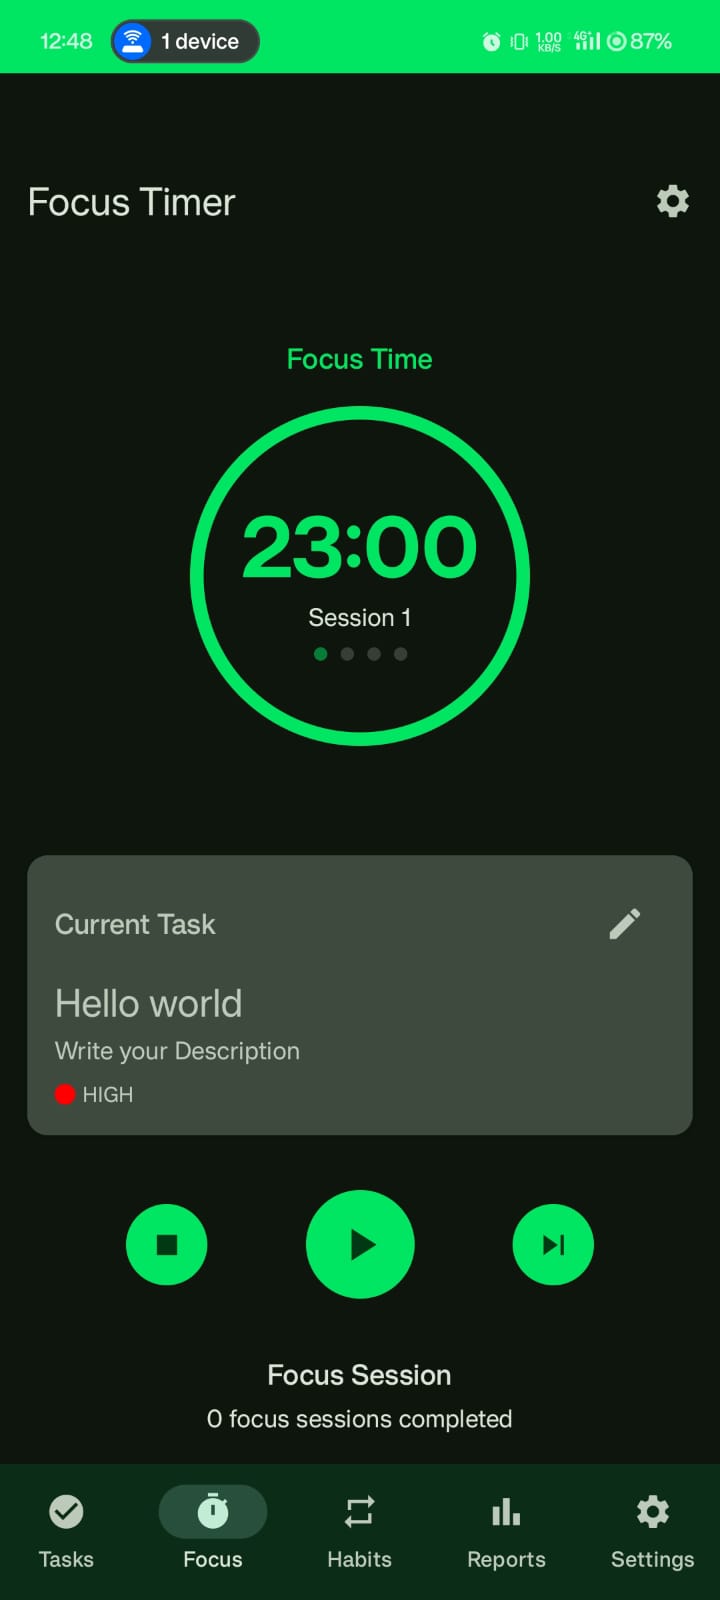 12:48 1 device 1.00 KB/S 4G+ 87%
Focus Timer
Focus Time
23:00
Session 1
Current Task
Hello world
Write your Description
HIGH
Focus Session
0 focus sessions completed
Tasks Focus Habits Reports Settings